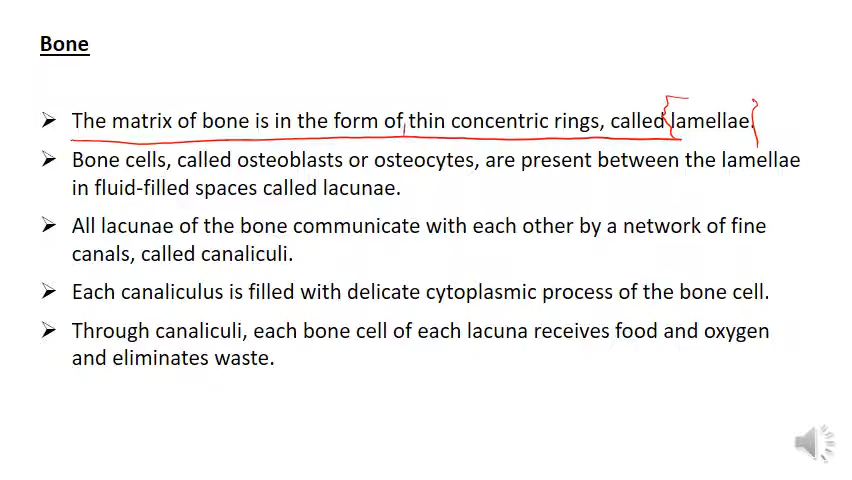 Bone
➢ The matrix of bone is in the form of thin concentric rings, called lamellae.
➢ Bone cells, called osteoblasts or osteocytes, are present between the lamellae
in fluid-filled spaces called lacunae.
➢ All lacunae of the bone communicate with each other by a network of fine
canals, called canaliculi.
➢ Each canaliculus is filled with delicate cytoplasmic process of the bone cell.
➢ Through canaliculi, each bone cell of each lacuna receives food and oxygen
and eliminates waste.